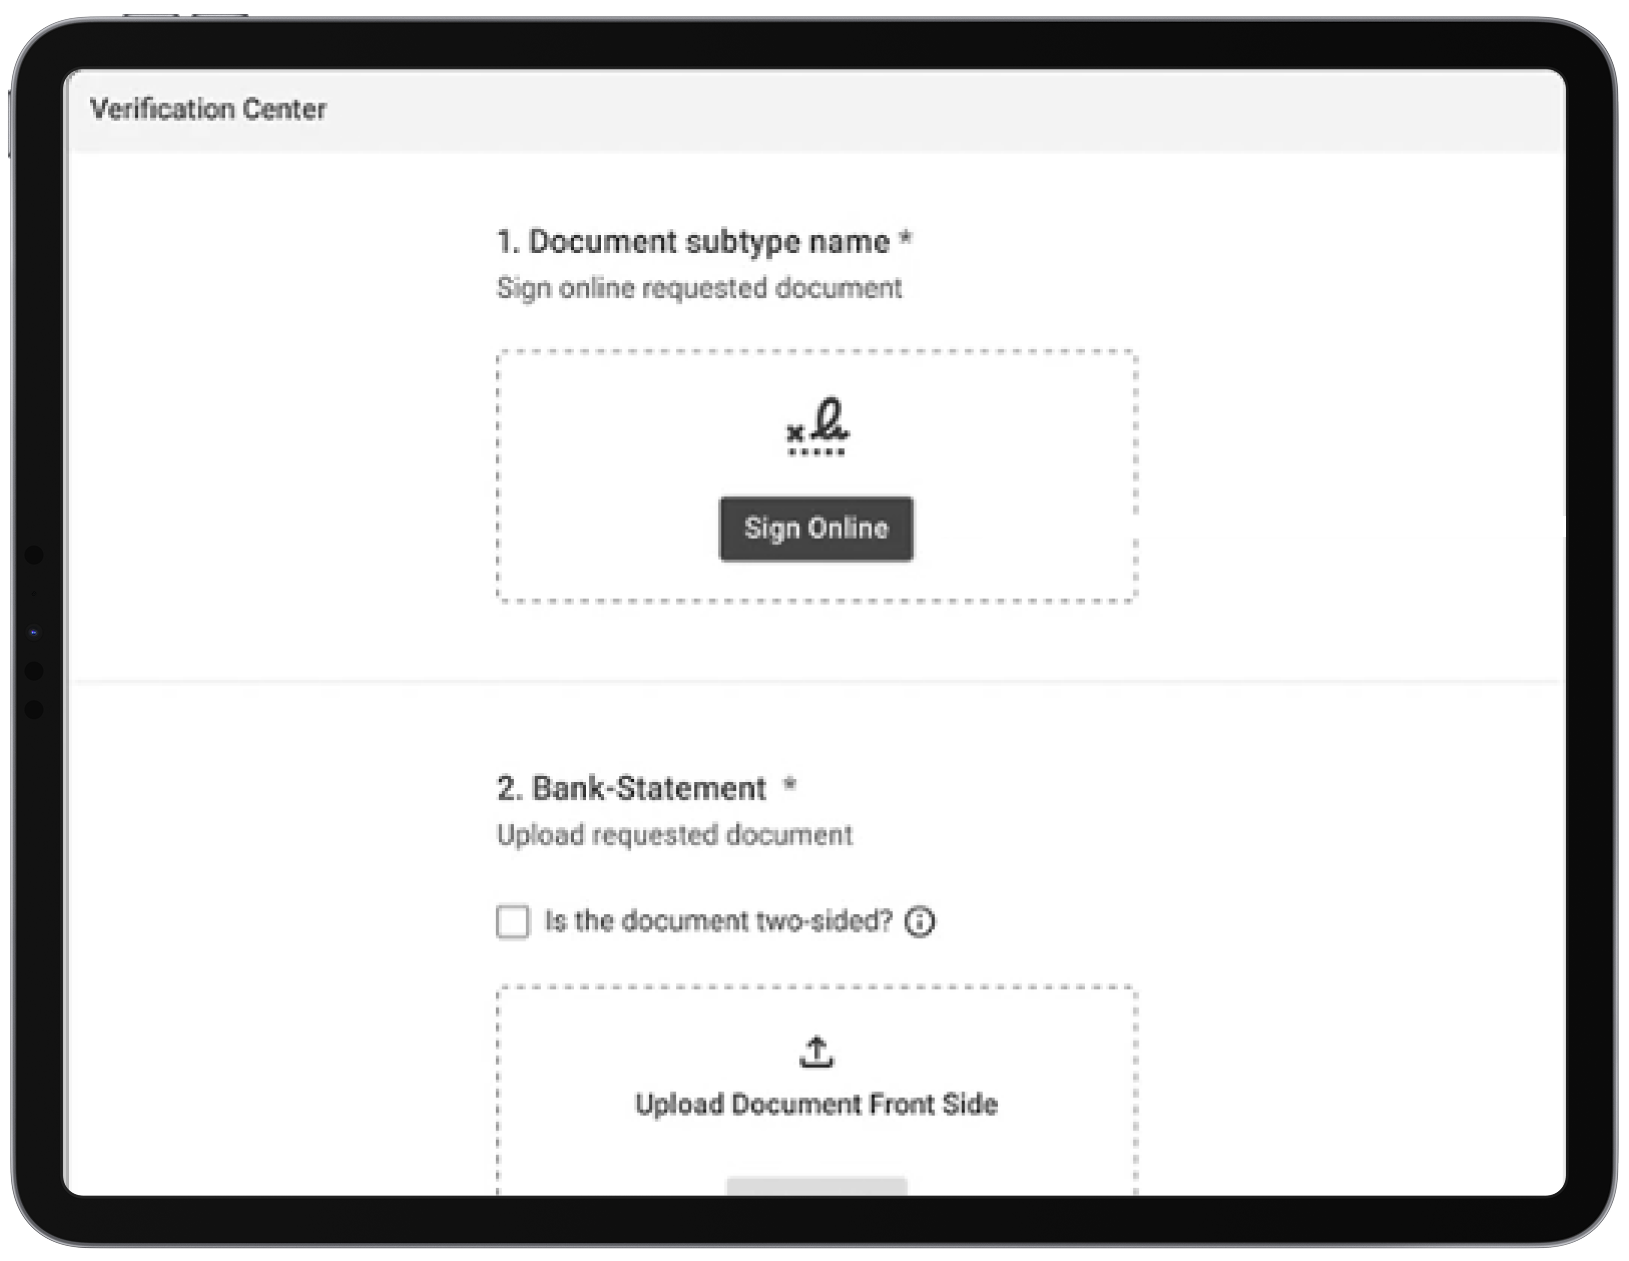 Verification Center
1. Document subtype name *
Sign online requested document
Sign Online
2. Bank-Statement *
Upload requested document
Is the document two-sided?
Upload Document Front Side